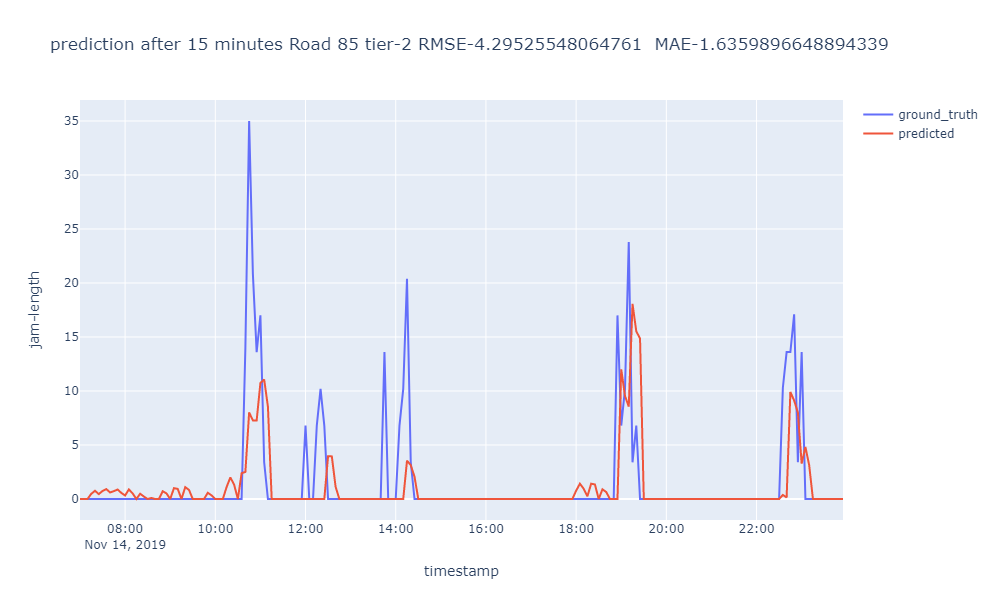 prediction after 15 minutes Road 85 tier-2 RMSE-4.29525548064761  MAE-1.6359896648894339
ground_truth
predicted
35
30
25
20
15
10
5
0
jam-length
08:00 10:00 12:00 14:00 16:00 18:00 20:00 22:00
Nov 14, 2019
timestamp